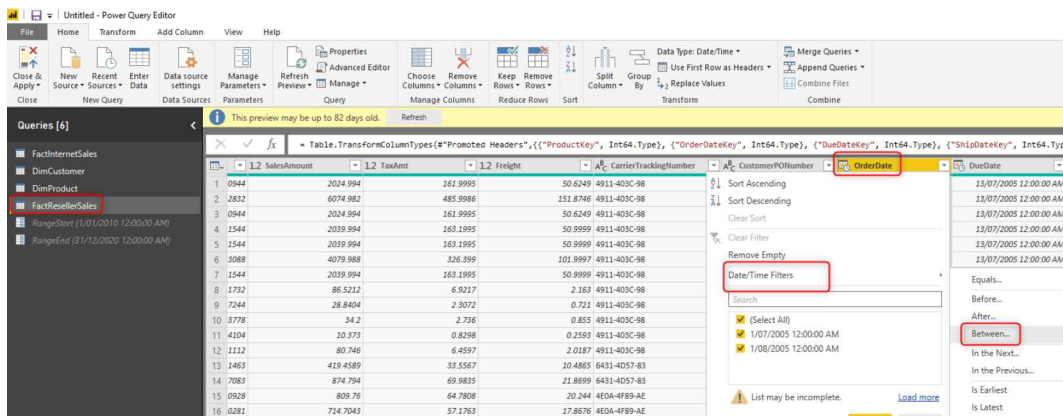 Untitled - Power Query Editor
File Home Transform Add Column View Help
Close & Apply
New Source
Recent Sources
Enter Data
Data source settings
Manage Parameters
Refresh Preview
Properties
Advanced Editor
Manage
Choose Columns
Remove Columns
Keep Rows
Remove Rows
Split Column
Group By
Data Type: Date/Time
Use First Row as Headers
Replace Values
Merge Queries
Append Queries
Combine Files
Close New Query Data Sources Parameters Query Manage Columns Reduce Rows Sort Transform Combine
Queries [6]
This preview may be up to 82 days old. Refresh
FactInternetSales
DimCustomer
DimProduct
FactResellerSales
RangeStart (1/01/2010 12:00:00 AM)
RangeEnd (31/12/2020 12:00:00 AM)
= Table.TransformColumnTypes(#"Promoted Headers",{{"ProductKey", Int64.Type}, {"OrderDateKey", Int64.Type}, {"DueDateKey", Int64.Type}, {"ShipDateKey", Int64.Typ
1.2 SalesAmount 1.2 TaxAmt 1.2 Freight ABC CarrierTrackingNumber ABC CustomerPONumber OrderDate DueDate
1 0944 2024.994 161.9995 50.6249 4911-403C-98 13/07/2005 12:00:00 AM
2 2832 6074.982 485.9986 151.8746 4911-403C-98 13/07/2005 12:00:00 AM
3 0944 2024.994 161.9995 50.6249 4911-403C-98 13/07/2005 12:00:00 AM
4 1544 2039.994 163.1995 50.9999 4911-403C-98 13/07/2005 12:00:00 AM
5 1544 2039.994 163.1995 50.9999 4911-403C-98 13/07/2005 12:00:00 AM
6 3088 4079.988 326.399 101.9997 4911-403C-98 13/07/2005 12:00:00 AM
7 1544 2039.994 163.1995 50.9999 4911-403C-98
8 1732 86.5212 6.9217 2.163 4911-403C-98
9 7244 28.8404 2.3072 0.721 4911-403C-98
10 3778 34.2 2.736 0.855 4911-403C-98
11 4104 10.373 0.8298 0.2593 4911-403C-98
12 1112 80.746 6.4597 2.0187 4911-403C-98
13 1463 419.4589 33.5567 10.4865 6431-4D57-83
14 7083 874.794 69.9835 21.8699 6431-4D57-83
15 0928 809.76 64.7808 20.244 4E0A-4F89-AE
16 0281 714.7043 57.1763 17.8676 4E0A-4F89-AE
Sort Ascending
Sort Descending
Clear Sort
Clear Filter
Remove Empty
Date/Time Filters
Search
(Select All)
1/07/2005 12:00:00 AM
1/08/2005 12:00:00 AM
List may be incomplete. Load more
Equals...
Before...
After...
Between...
In the Next...
In the Previous...
Is Earliest
Is Latest